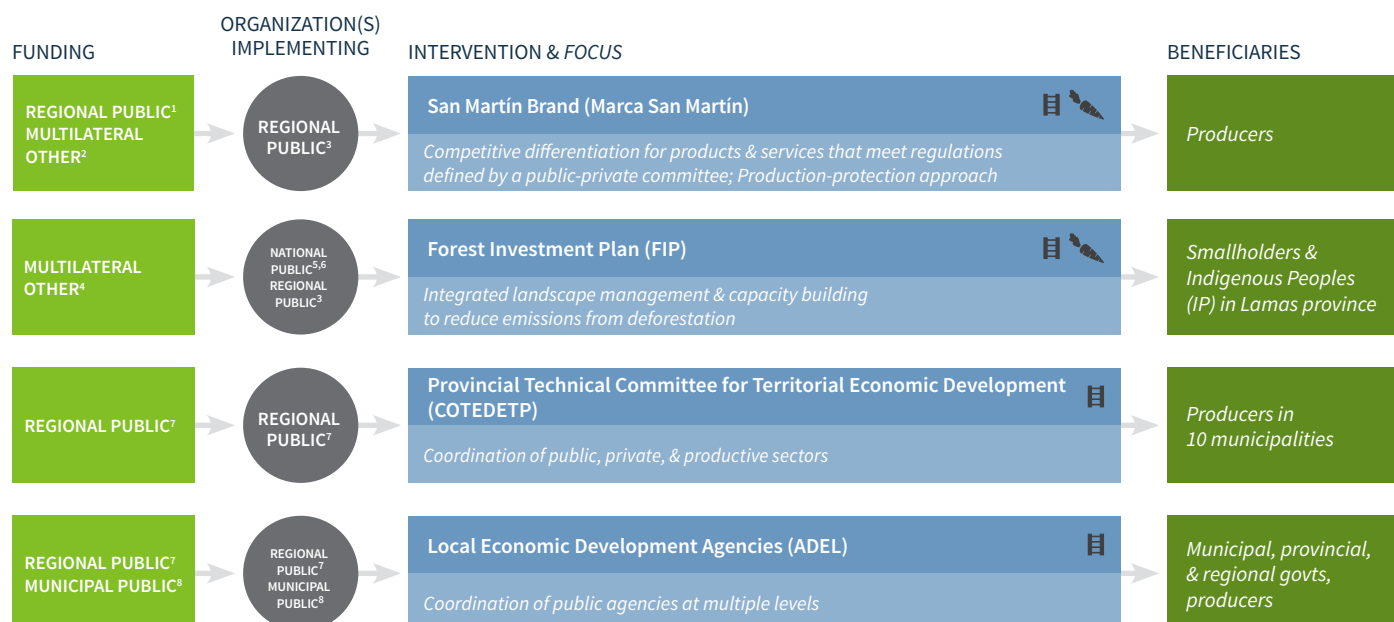 FUNDING
ORGANIZATION(S)
IMPLEMENTING
INTERVENTION & FOCUS
BENEFICIARIES
REGIONAL PUBLIC¹
MULTILATERAL
OTHER²
REGIONAL
PUBLIC³
San Martín Brand (Marca San Martín)
Competitive differentiation for products & services that meet regulations
defined by a public-private committee; Production-protection approach
Producers
MULTILATERAL
OTHER⁴
NATIONAL
PUBLIC⁵,⁶
REGIONAL
PUBLIC³
Forest Investment Plan (FIP)
Integrated landscape management & capacity building
to reduce emissions from deforestation
Smallholders &
Indigenous Peoples
(IP) in Lamas province
REGIONAL PUBLIC⁷
REGIONAL
PUBLIC⁷
Provincial Technical Committee for Territorial Economic Development
(COTEDETP)
Coordination of public, private, & productive sectors
Producers in
10 municipalities
REGIONAL PUBLIC⁷
MUNICIPAL PUBLIC⁸
REGIONAL
PUBLIC⁷
MUNICIPAL
PUBLIC⁸
Local Economic Development Agencies (ADEL)
Coordination of public agencies at multiple levels
Municipal, provincial,
& regional govts,
producers